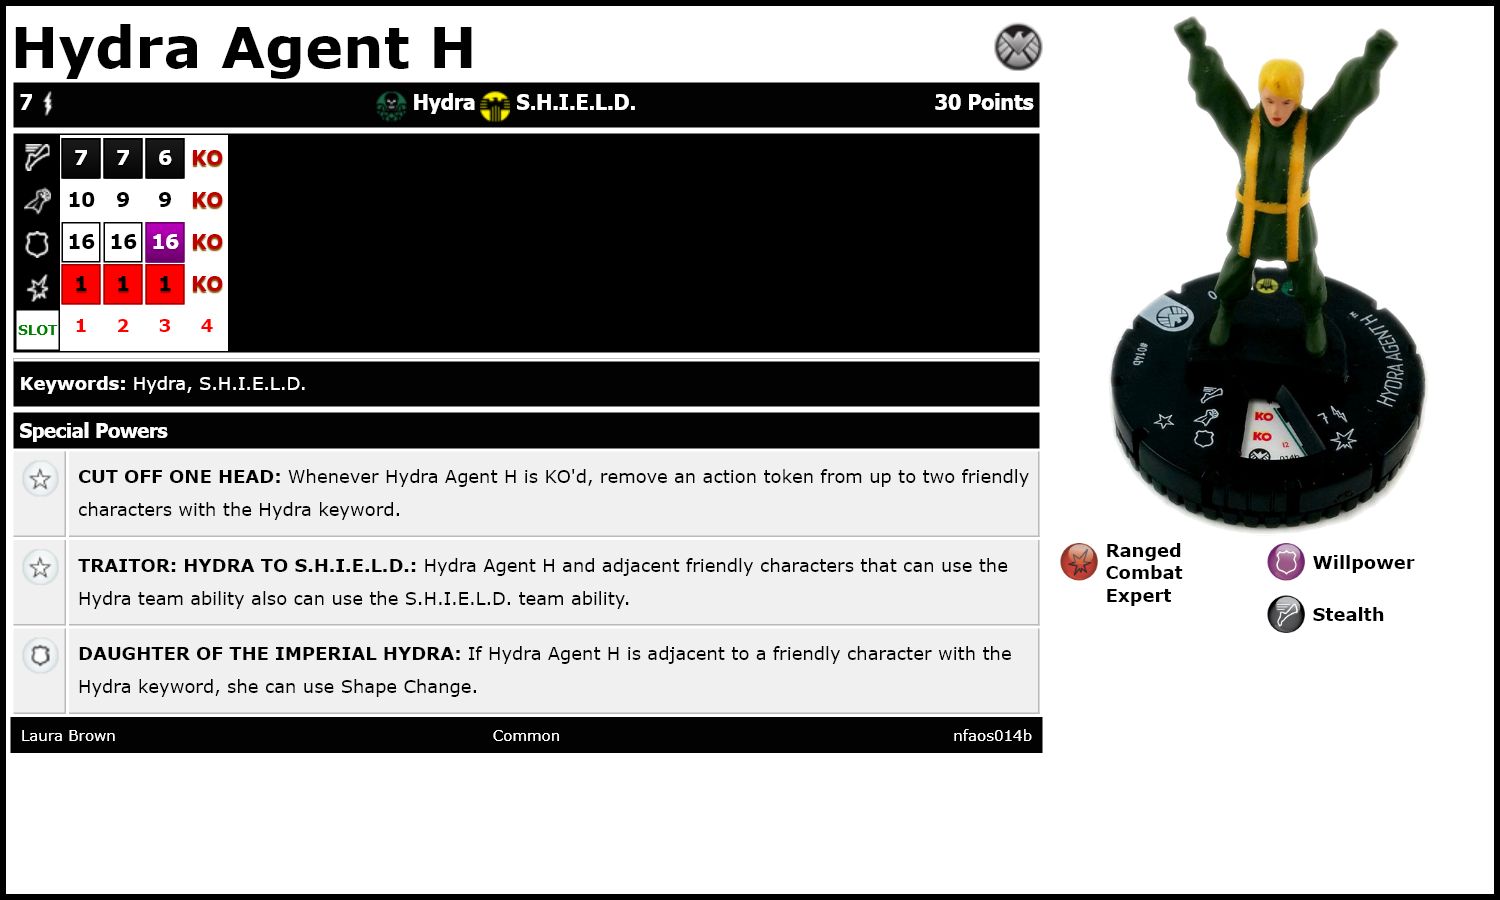 Hydra Agent H
7 Hydra S.H.I.E.L.D. 30 Points
7 7 6 KO
10 9 9 KO
16 16 16 KO
1 1 1 KO
SLOT 1 2 3 4
Keywords: Hydra, S.H.I.E.L.D.
Special Powers
CUT OFF ONE HEAD: Whenever Hydra Agent H is KO'd, remove an action token from up to two friendly
characters with the Hydra keyword.
TRAITOR: HYDRA TO S.H.I.E.L.D.: Hydra Agent H and adjacent friendly characters that can use the
Hydra team ability also can use the S.H.I.E.L.D. team ability.
DAUGHTER OF THE IMPERIAL HYDRA: If Hydra Agent H is adjacent to a friendly character with the
Hydra keyword, she can use Shape Change.
Laura Brown Common nfaos014b
#014b
HYDRA AGENT H ™
7
KO
KO
12
014b
Ranged
Combat
Expert
Willpower
Stealth